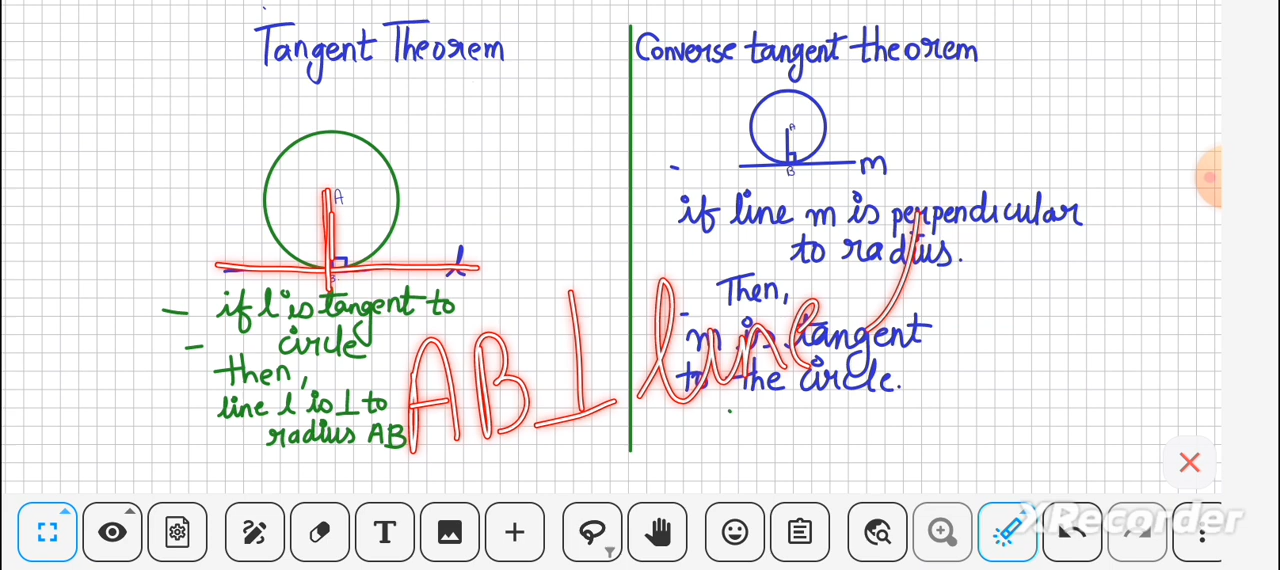 Tangent Theorem
A
B
l
- if l is tangent to
- circle
then,
line l is ⊥ to
radius AB
AB ⊥ line
Converse tangent theorem
A
B
m
- if line m is perpendicular
to radius.
Then,
- m is tangent
to the circle.
T
XRecorder